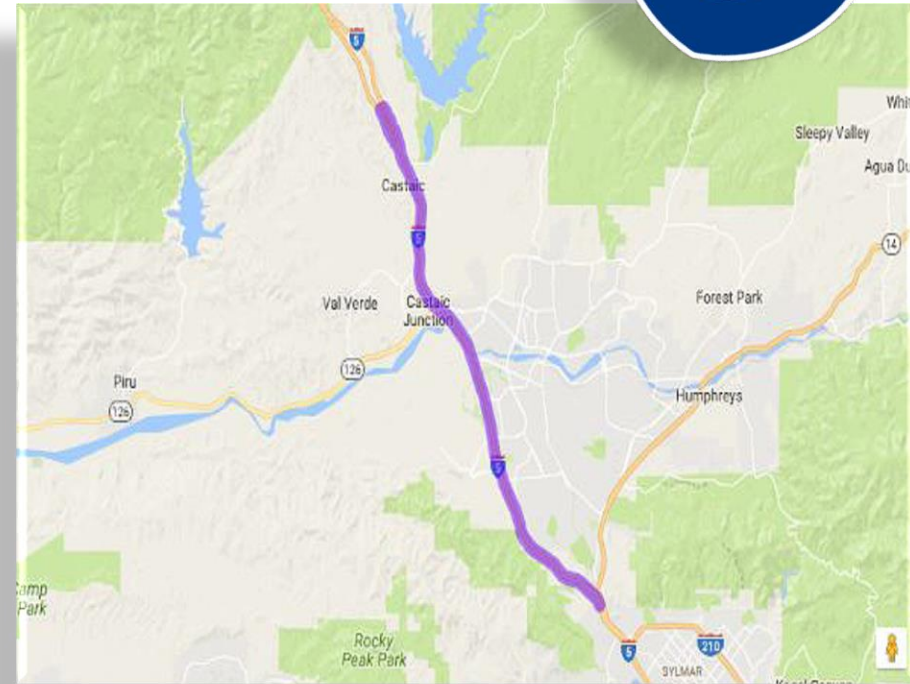 5
Whi
Sleepy Valley
Agua Du
Castaic
5
14
Val Verde
Castaic
Junction
Forest Park
126
Piru
126
Humphreys
5
Camp
Park
Rocky
Peak Park
5
210
SYLMAR